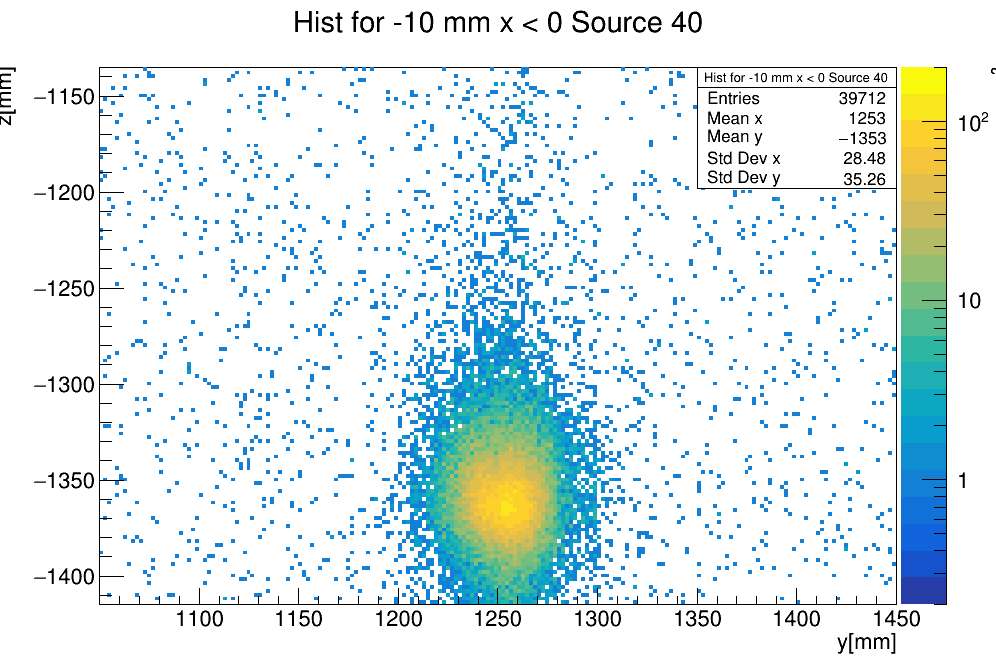 Hist for -10 mm x < 0 Source 40
z[mm]
Hist for -10 mm x < 0 Source 40
Entries 39712
Mean x 1253
Mean y −1353
Std Dev x 28.48
Std Dev y 35.26
−1150
−1200
−1250
−1300
−1350
−1400
10²
10
1
1100 1150 1200 1250 1300 1350 1400 1450
y[mm]